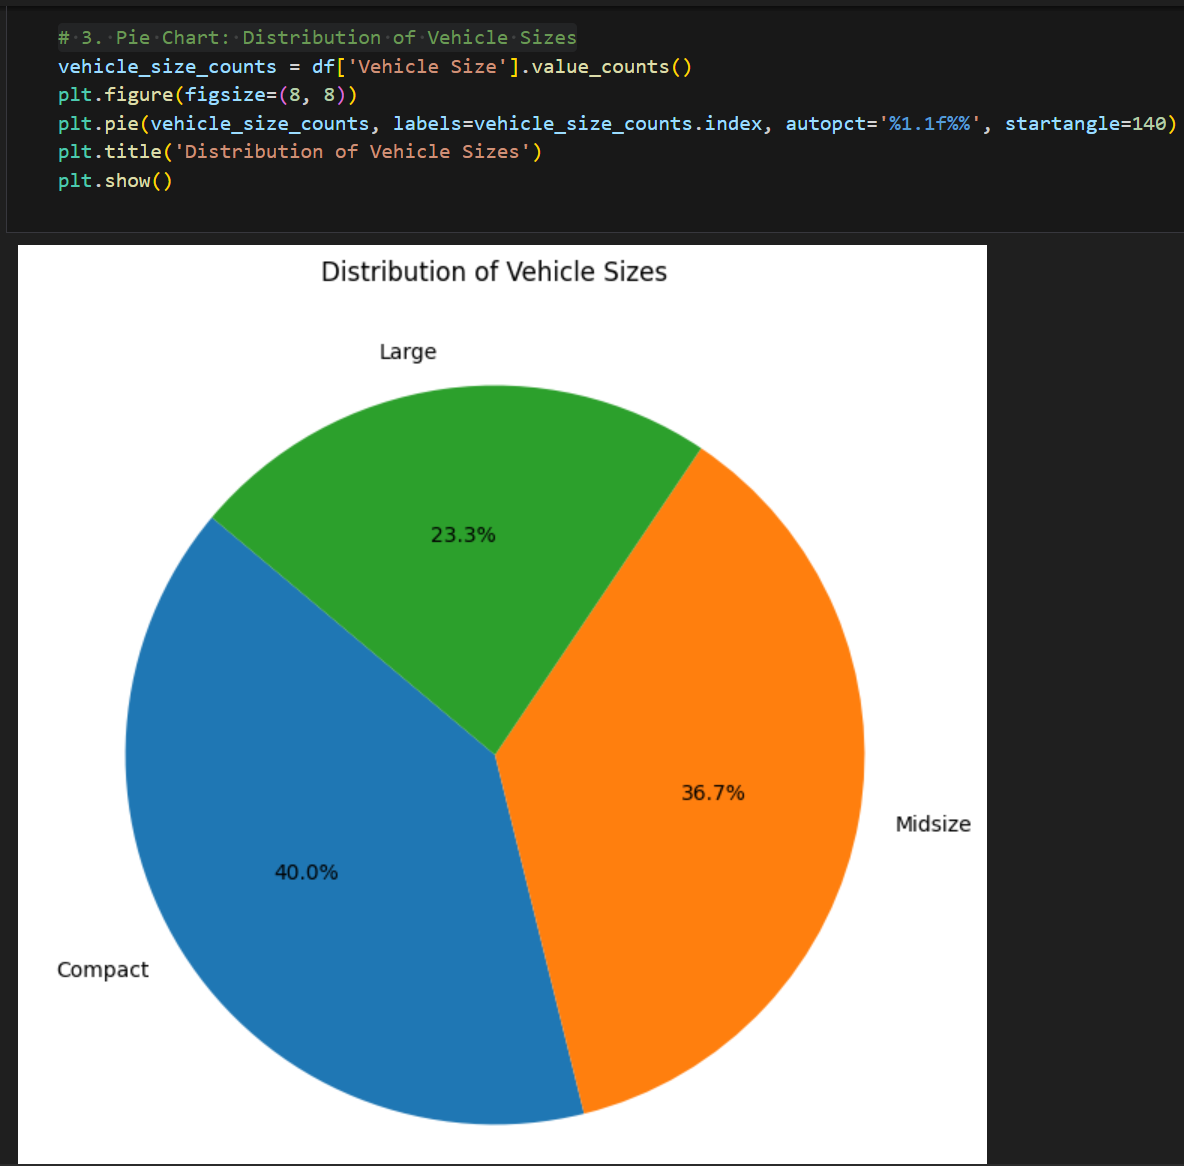 # 3. Pie Chart: Distribution of Vehicle Sizes
vehicle_size_counts = df['Vehicle Size'].value_counts()
plt.figure(figsize=(8, 8))
plt.pie(vehicle_size_counts, labels=vehicle_size_counts.index, autopct='%1.1f%%', startangle=140)
plt.title('Distribution of Vehicle Sizes')
plt.show()
Distribution of Vehicle Sizes
Large
23.3%
36.7%
Midsize
40.0%
Compact